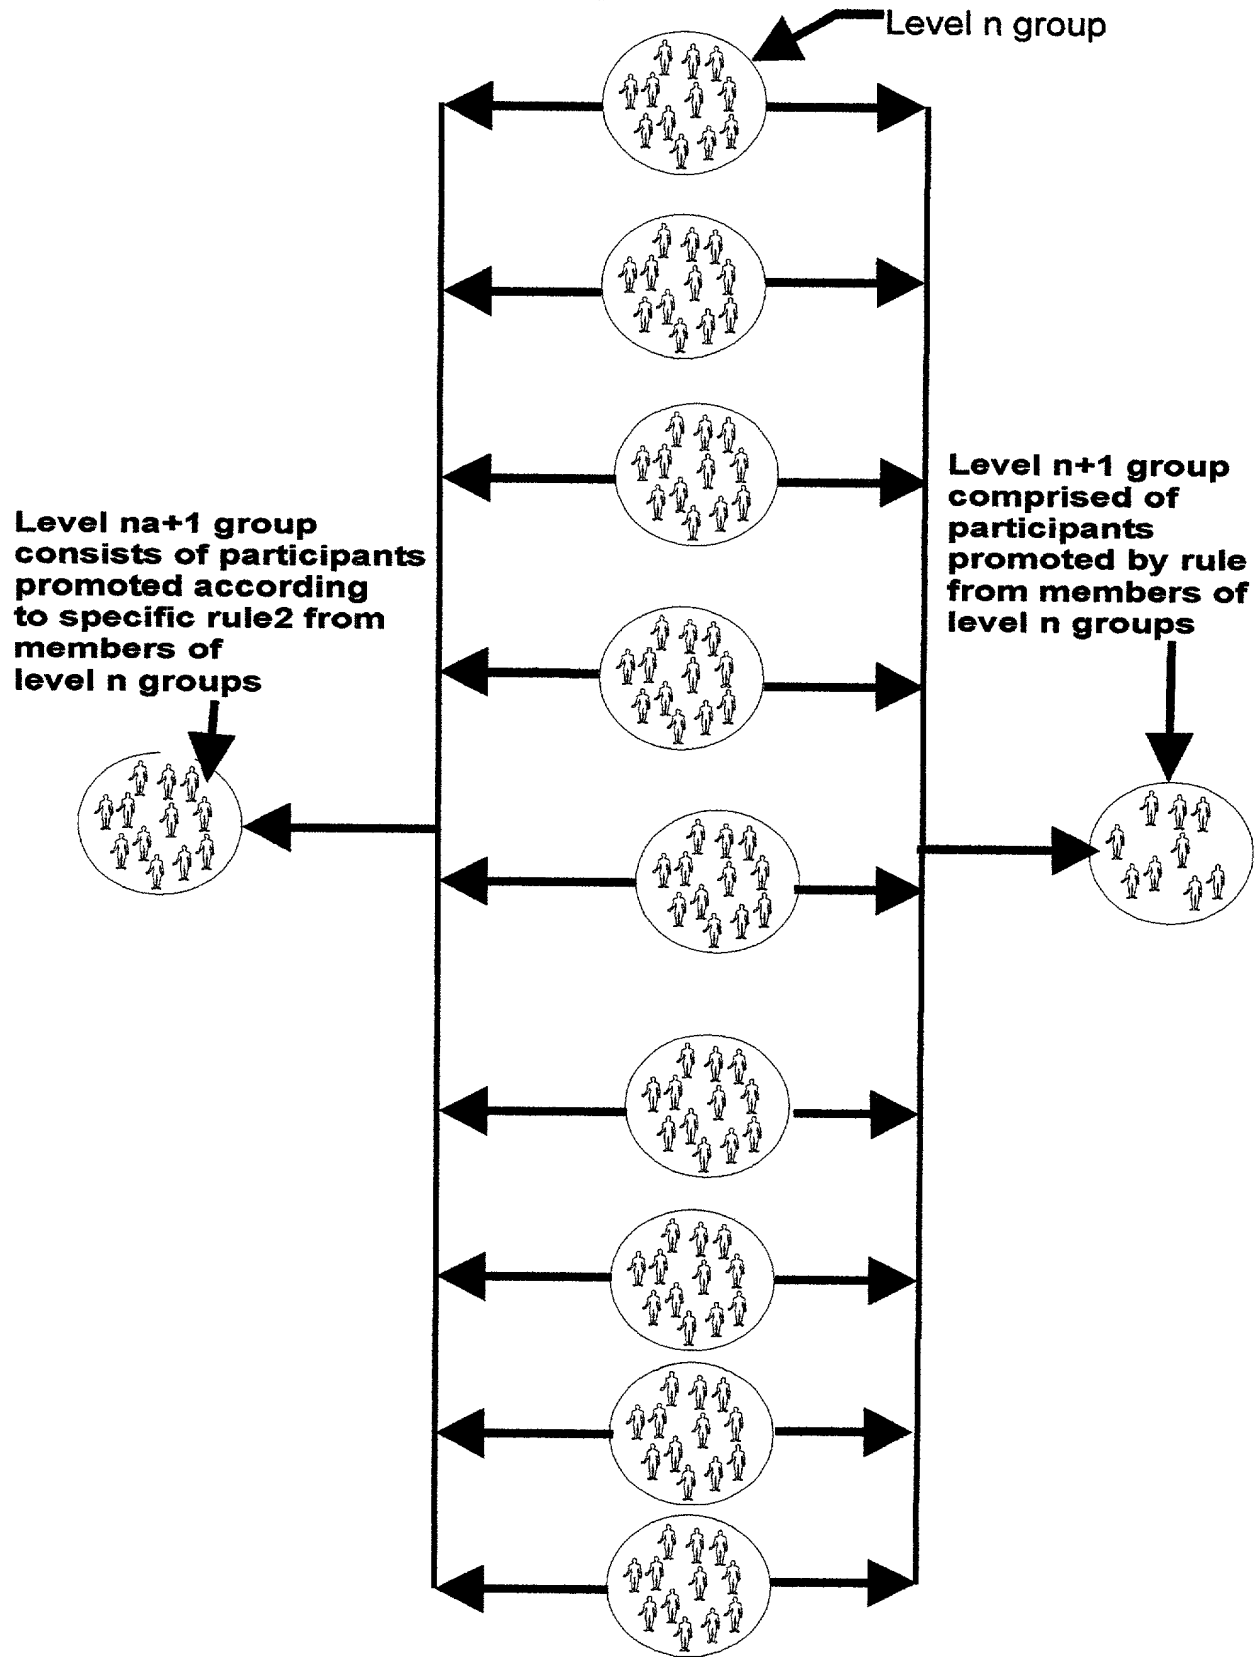 Level n group
Level na+1 group
consists of participants
promoted according
to specific rule2 from
members of
level n groups
Level n+1 group
comprised of
participants
promoted by rule
from members of
level n groups